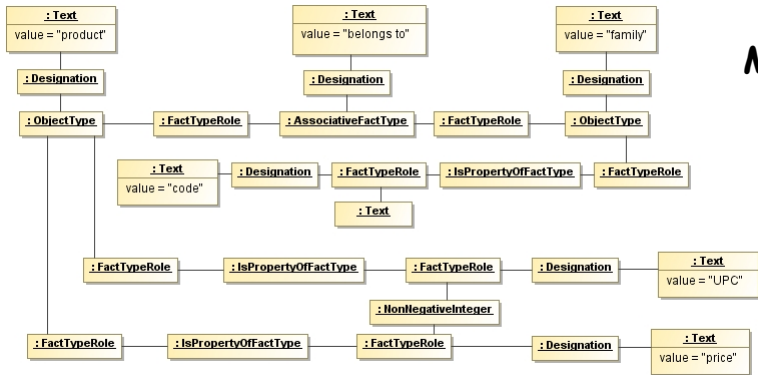 : Text
value = "product"
: Text
value = "belongs to"
: Text
value = "family"
: Designation
: Designation
: Designation
: ObjectType
: FactTypeRole
: AssociativeFactType
: FactTypeRole
: ObjectType
: Text
value = "code"
: Designation
: FactTypeRole
: IsPropertyOfFactType
: FactTypeRole
: Text
: FactTypeRole
: IsPropertyOfFactType
: FactTypeRole
: Designation
: Text
value = "UPC"
: NonNegativeInteger
: FactTypeRole
: IsPropertyOfFactType
: FactTypeRole
: Designation
: Text
value = "price"